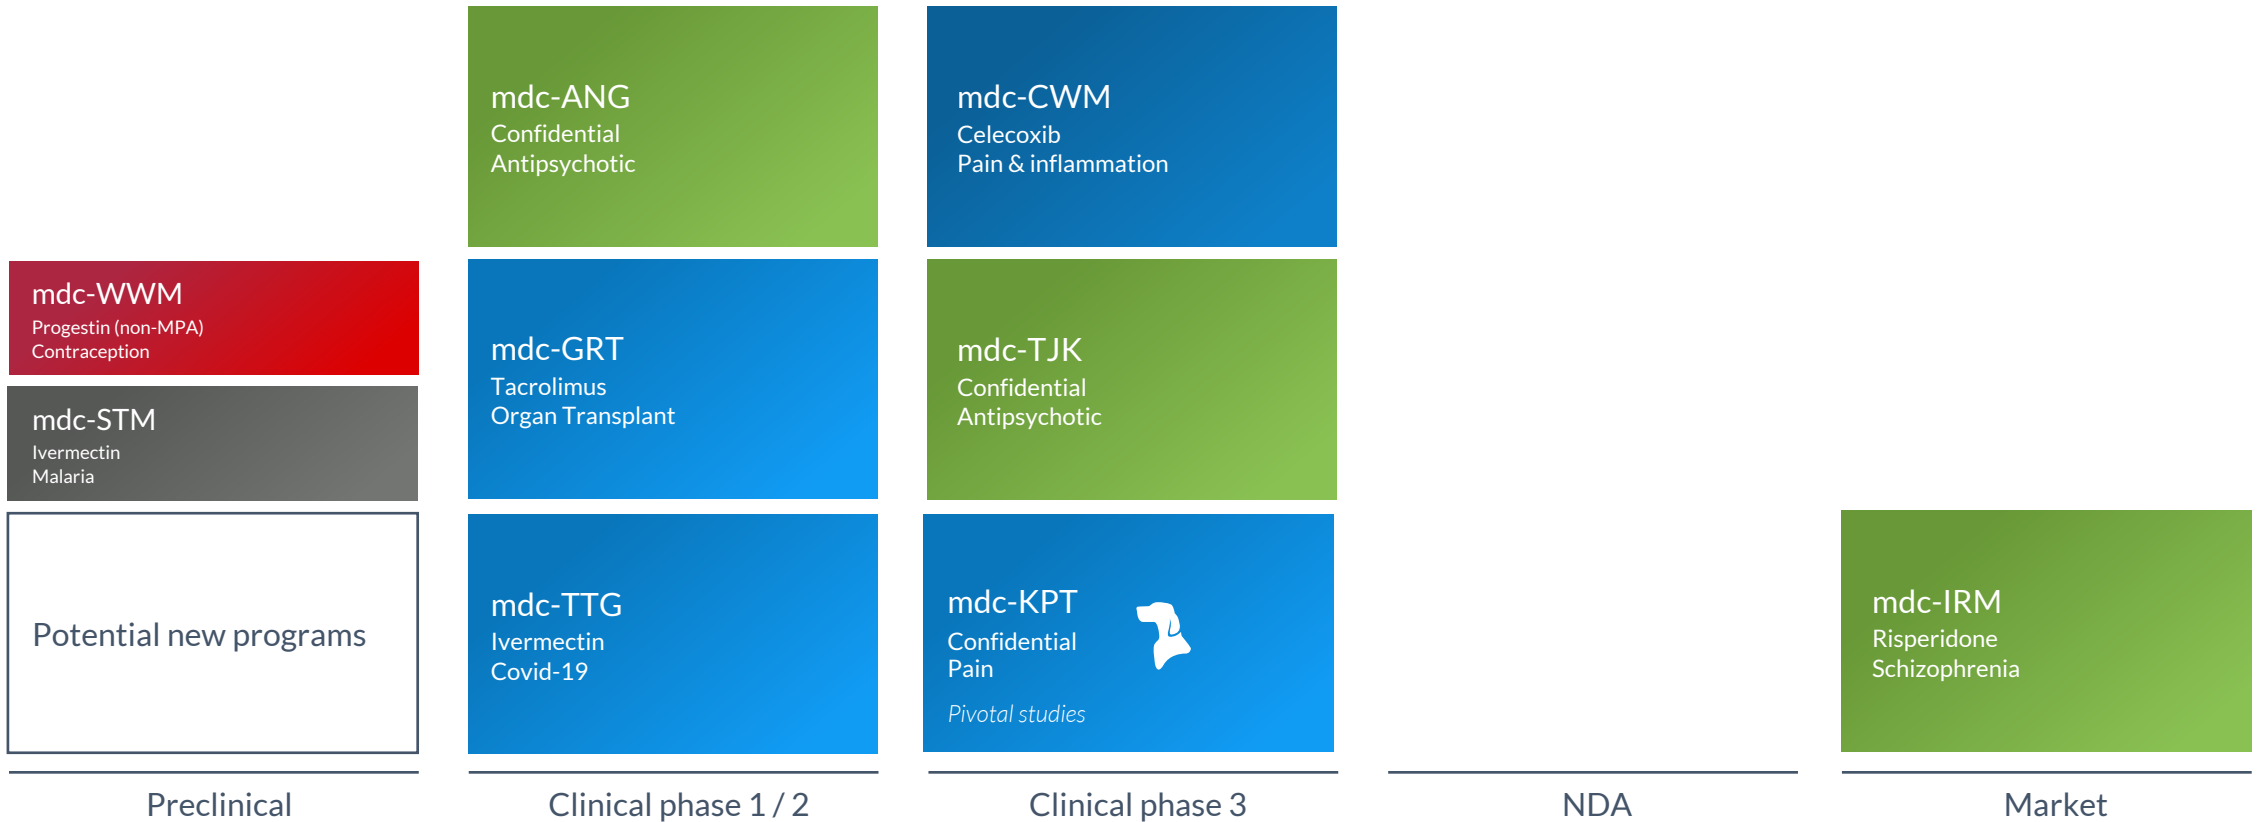 mdc-WWM
Progestin (non-MPA)
Contraception
mdc-STM
Ivermectin
Malaria
Potential new programs
Preclinical
mdc-ANG
Confidential
Antipsychotic
mdc-GRT
Tacrolimus
Organ Transplant
mdc-TTG
Ivermectin
Covid-19
Clinical phase 1 / 2
mdc-CWM
Celecoxib
Pain & inflammation
mdc-TJK
Confidential
Antipsychotic
mdc-KPT
Confidential
Pain
Pivotal studies
Clinical phase 3
NDA
mdc-IRM
Risperidone
Schizophrenia
Market